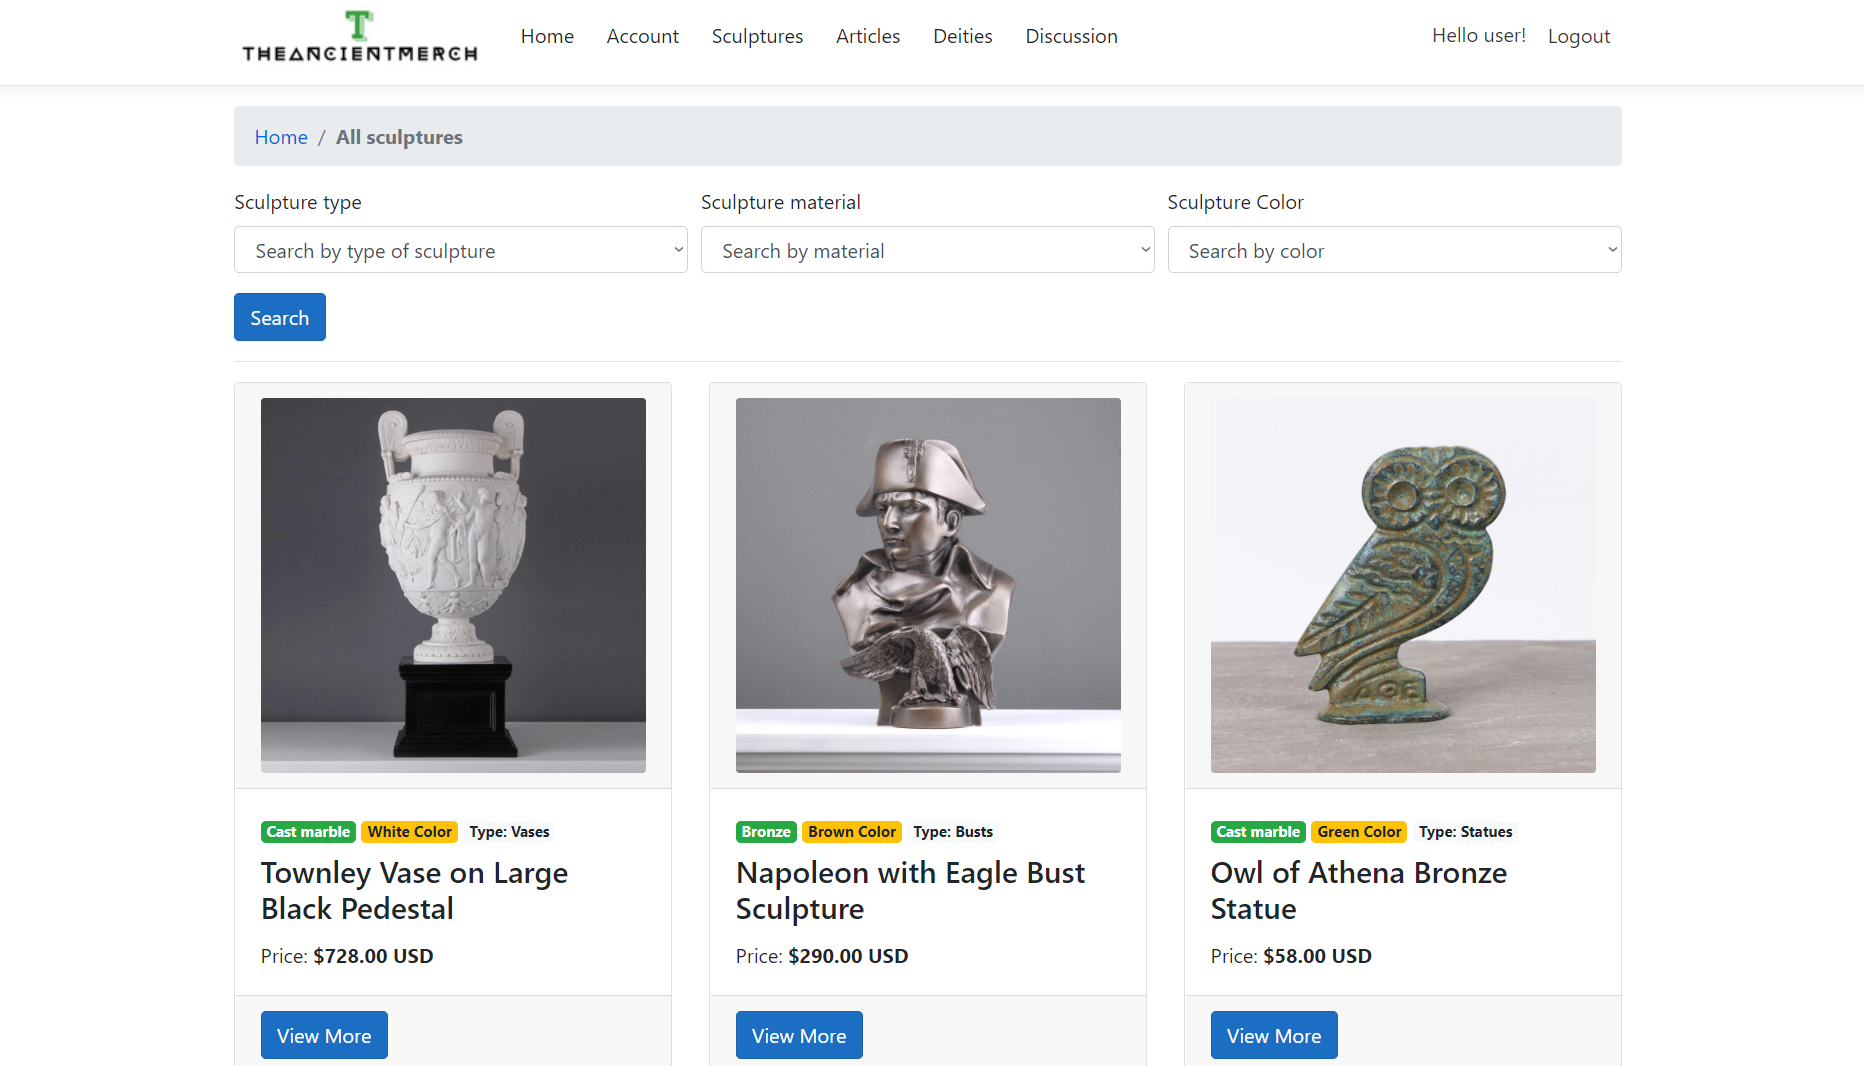 T
THEANCIENTMERCH
Home Account Sculptures Articles Deities Discussion Hello user! Logout
Home / All sculptures
Sculpture type Sculpture material Sculpture Color
Search by type of sculpture Search by material Search by color
Search
Cast marble White Color Type: Vases
Townley Vase on Large
Black Pedestal
Price: $728.00 USD
View More
Bronze Brown Color Type: Busts
Napoleon with Eagle Bust
Sculpture
Price: $290.00 USD
View More
ΑΘΕ
Cast marble Green Color Type: Statues
Owl of Athena Bronze
Statue
Price: $58.00 USD
View More